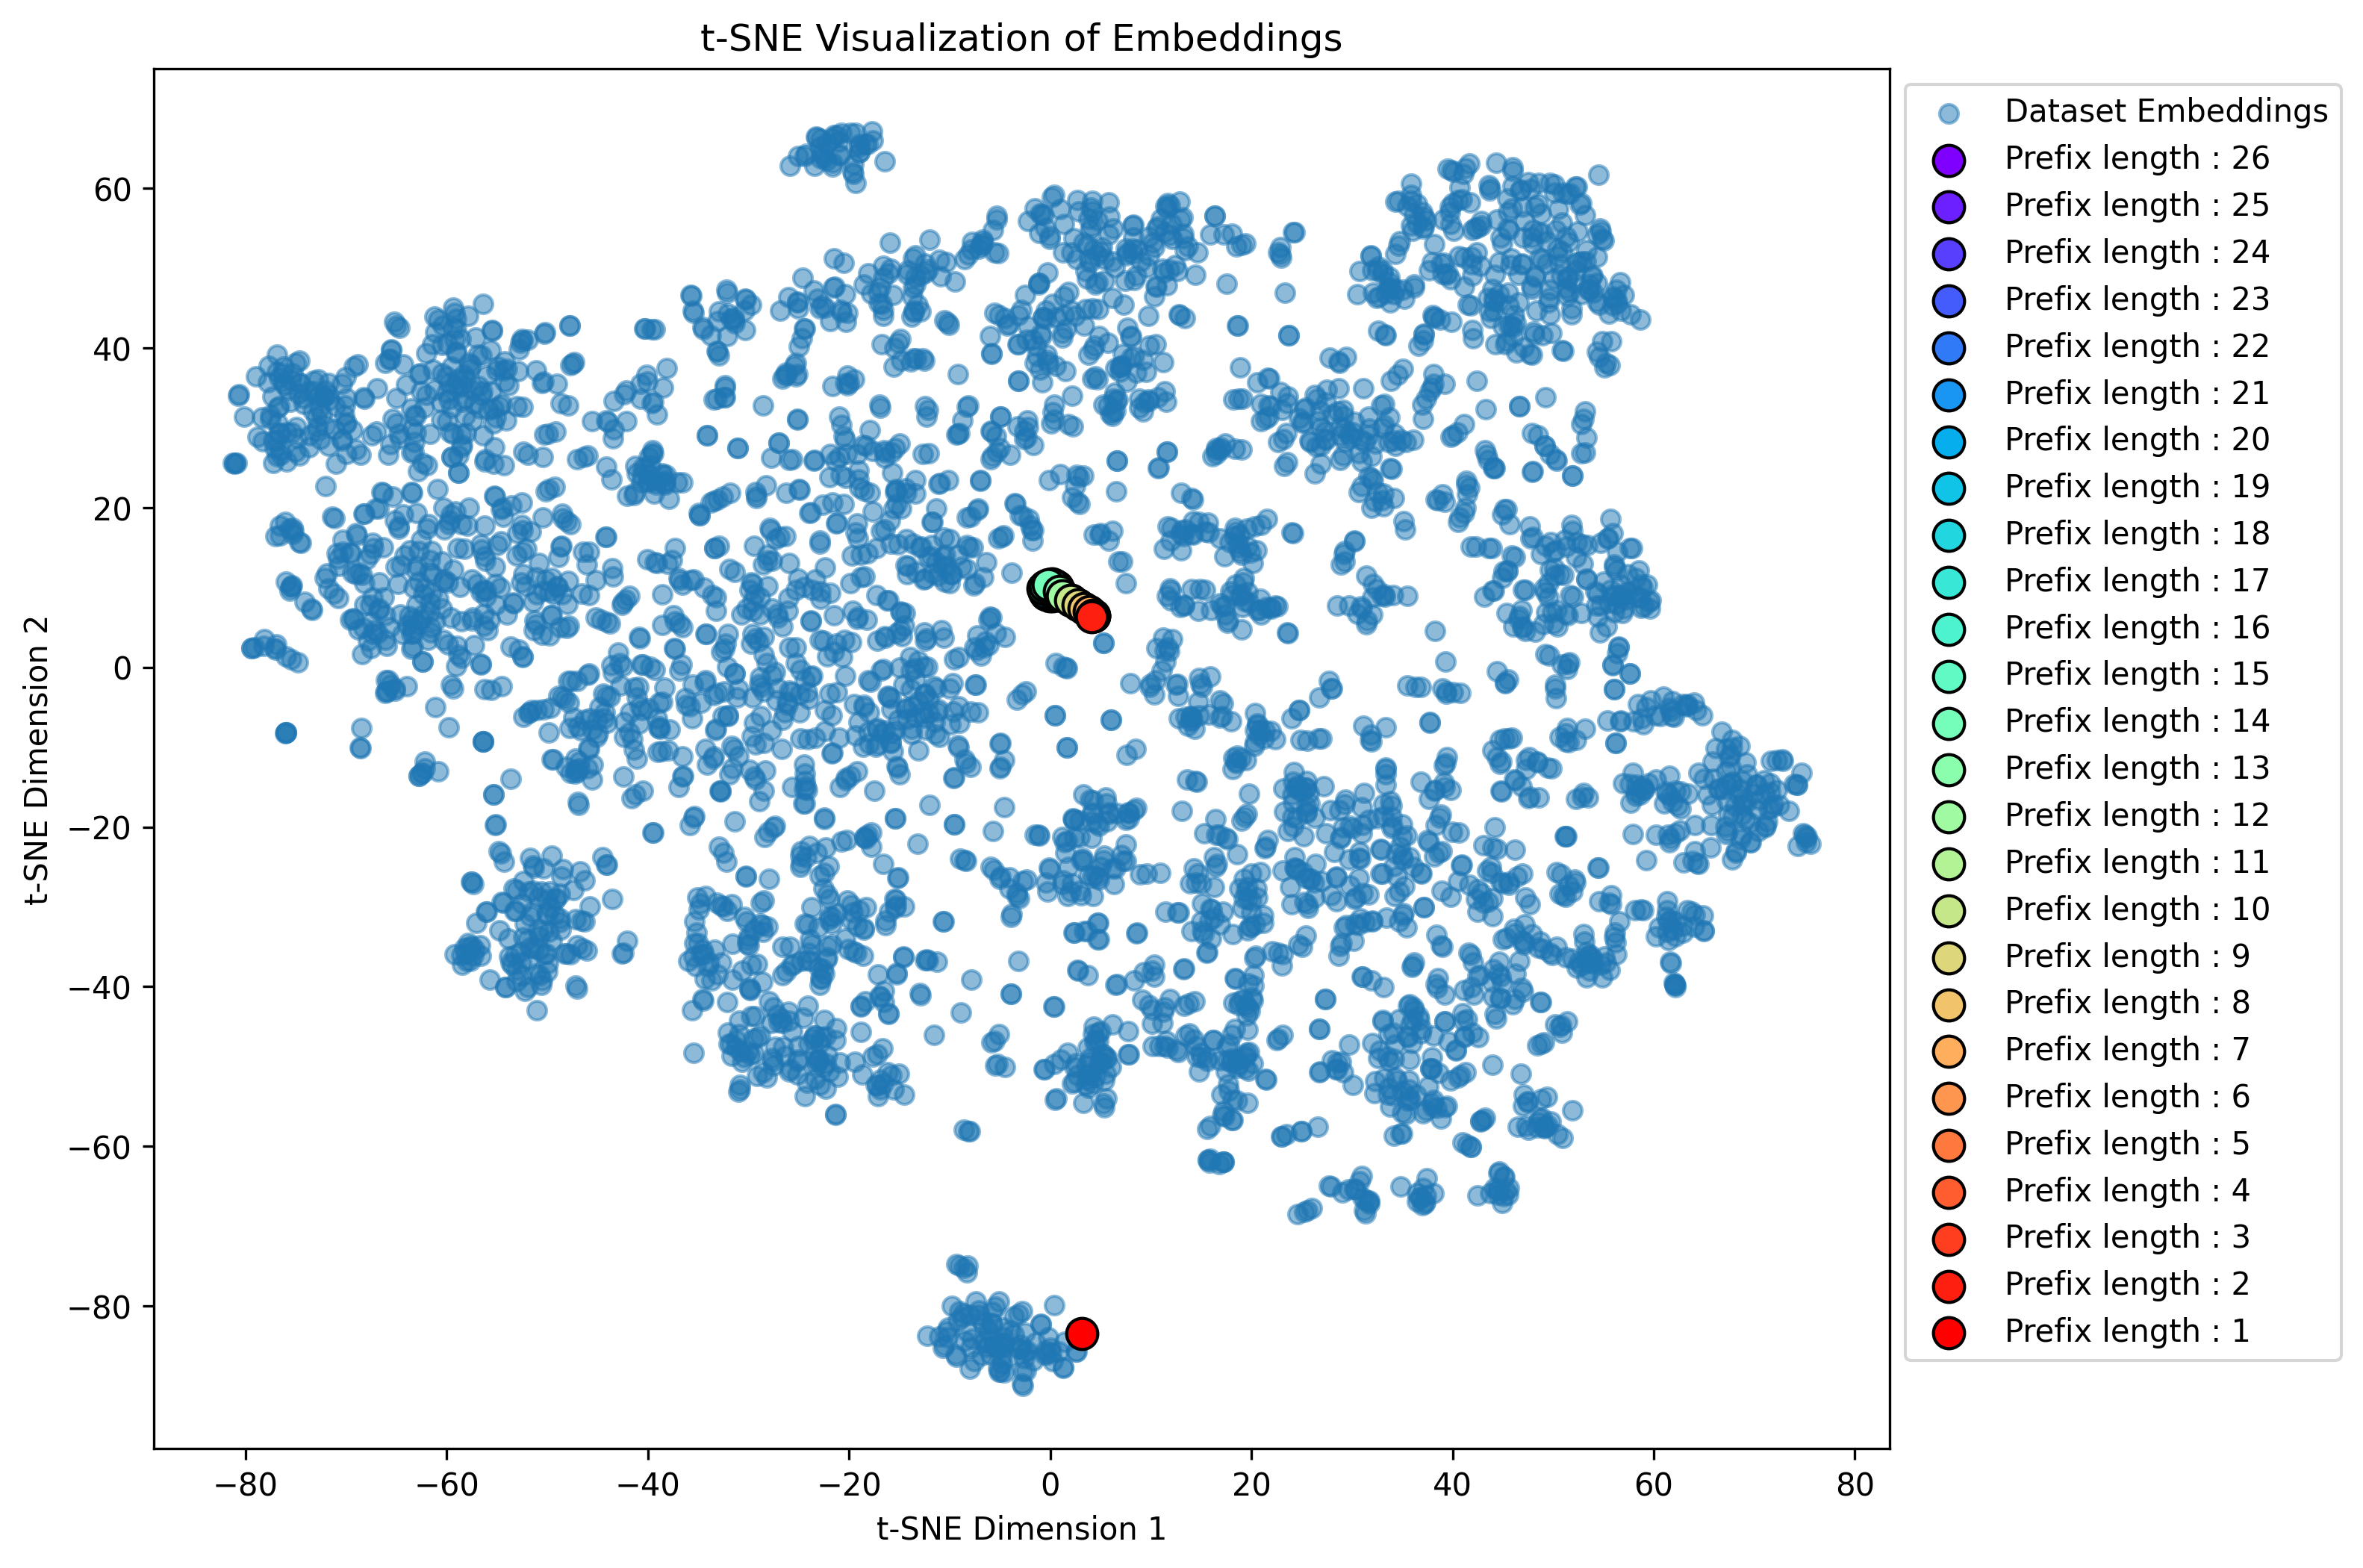 t-SNE Visualization of Embeddings
t-SNE Dimension 2
60
40
20
0
−20
−40
−60
−80
−80
−60
−40
−20
0
20
40
60
80
t-SNE Dimension 1
Dataset Embeddings
Prefix length : 26
Prefix length : 25
Prefix length : 24
Prefix length : 23
Prefix length : 22
Prefix length : 21
Prefix length : 20
Prefix length : 19
Prefix length : 18
Prefix length : 17
Prefix length : 16
Prefix length : 15
Prefix length : 14
Prefix length : 13
Prefix length : 12
Prefix length : 11
Prefix length : 10
Prefix length : 9
Prefix length : 8
Prefix length : 7
Prefix length : 6
Prefix length : 5
Prefix length : 4
Prefix length : 3
Prefix length : 2
Prefix length : 1